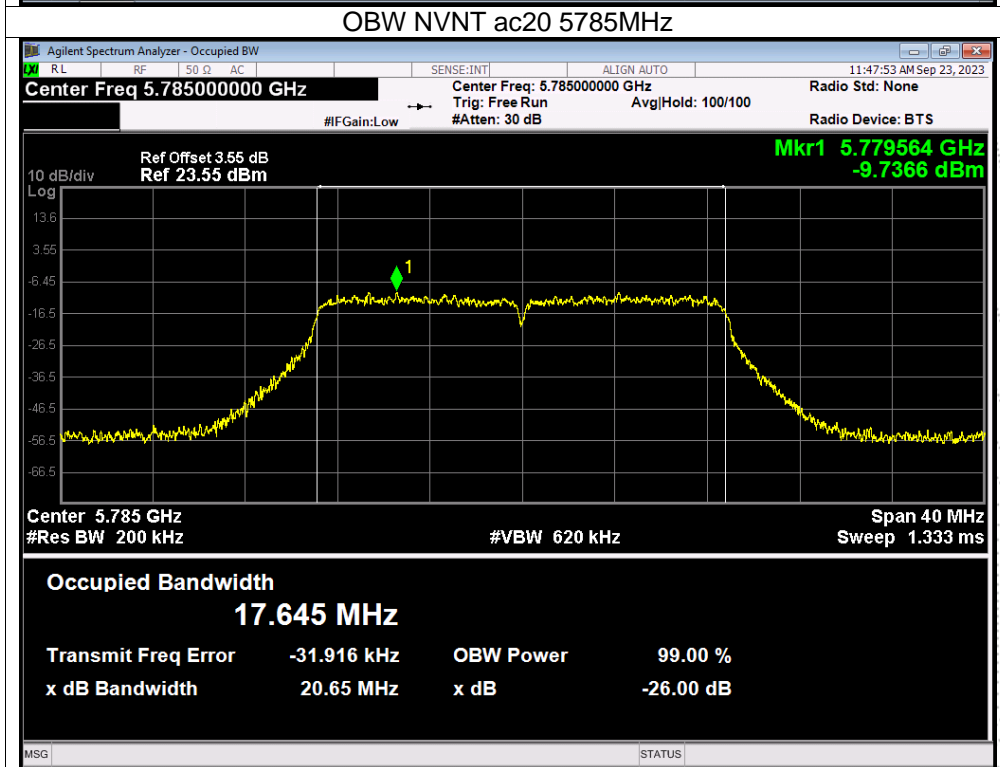 OBW NVNT ac20 5785MHz
Agilent Spectrum Analyzer - Occupied BW
LXI RL RF 50 Ω AC SENSE:INT ALIGN AUTO 11:47:53 AM Sep 23, 2023
Center Freq 5.785000000 GHz Center Freq: 5.785000000 GHz Radio Std: None
Trig: Free Run Avg|Hold: 100/100
#IFGain:Low #Atten: 30 dB Radio Device: BTS
Mkr1 5.779564 GHz
-9.7366 dBm
Ref Offset 3.55 dB
10 dB/div Ref 23.55 dBm
Log
13.6
3.55
1
-6.45
-16.5
-26.5
-36.5
-46.5
-56.5
-66.5
Center 5.785 GHz Span 40 MHz
#Res BW 200 kHz #VBW 620 kHz Sweep 1.333 ms
Occupied Bandwidth
17.645 MHz
Transmit Freq Error -31.916 kHz OBW Power 99.00 %
x dB Bandwidth 20.65 MHz x dB -26.00 dB
MSG STATUS